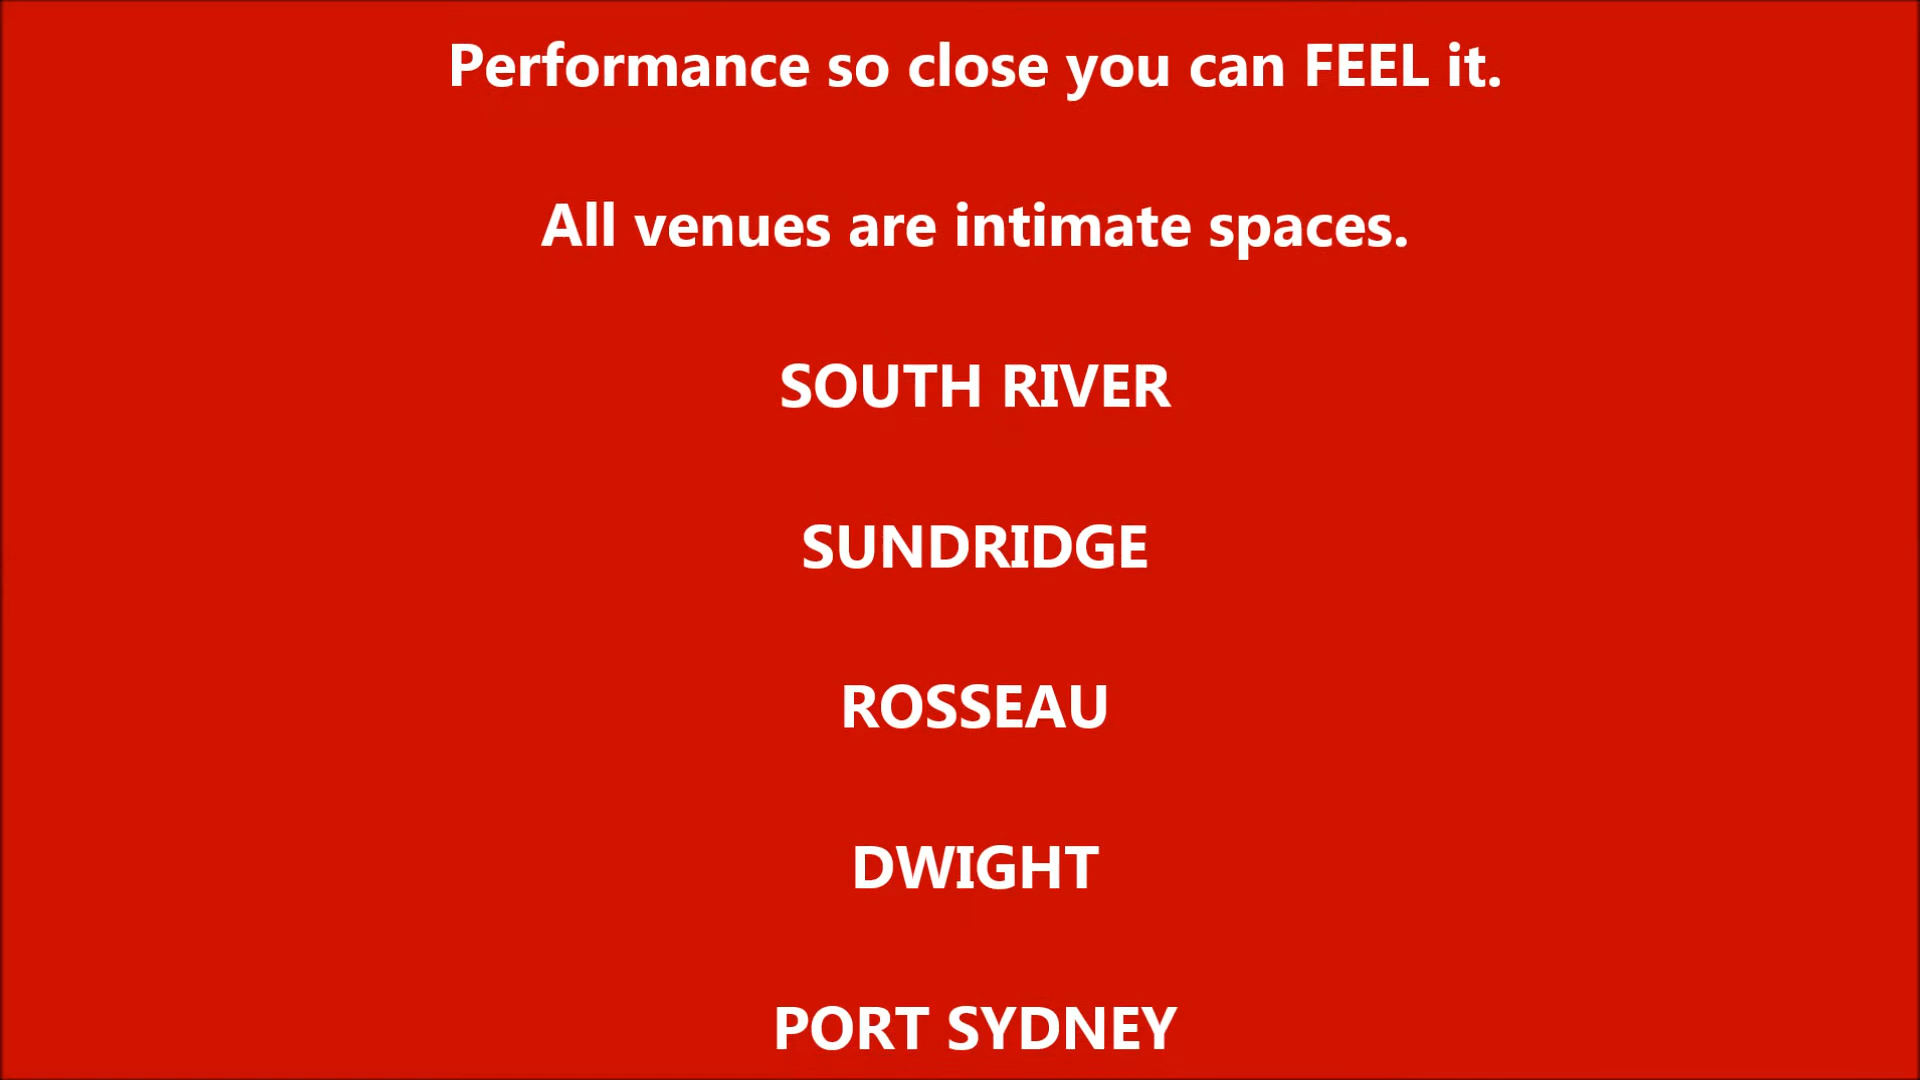 Performance so close you can FEEL it.
All venues are intimate spaces.
SOUTH RIVER
SUNDRIDGE
ROSSEAU
DWIGHT
PORT SYDNEY